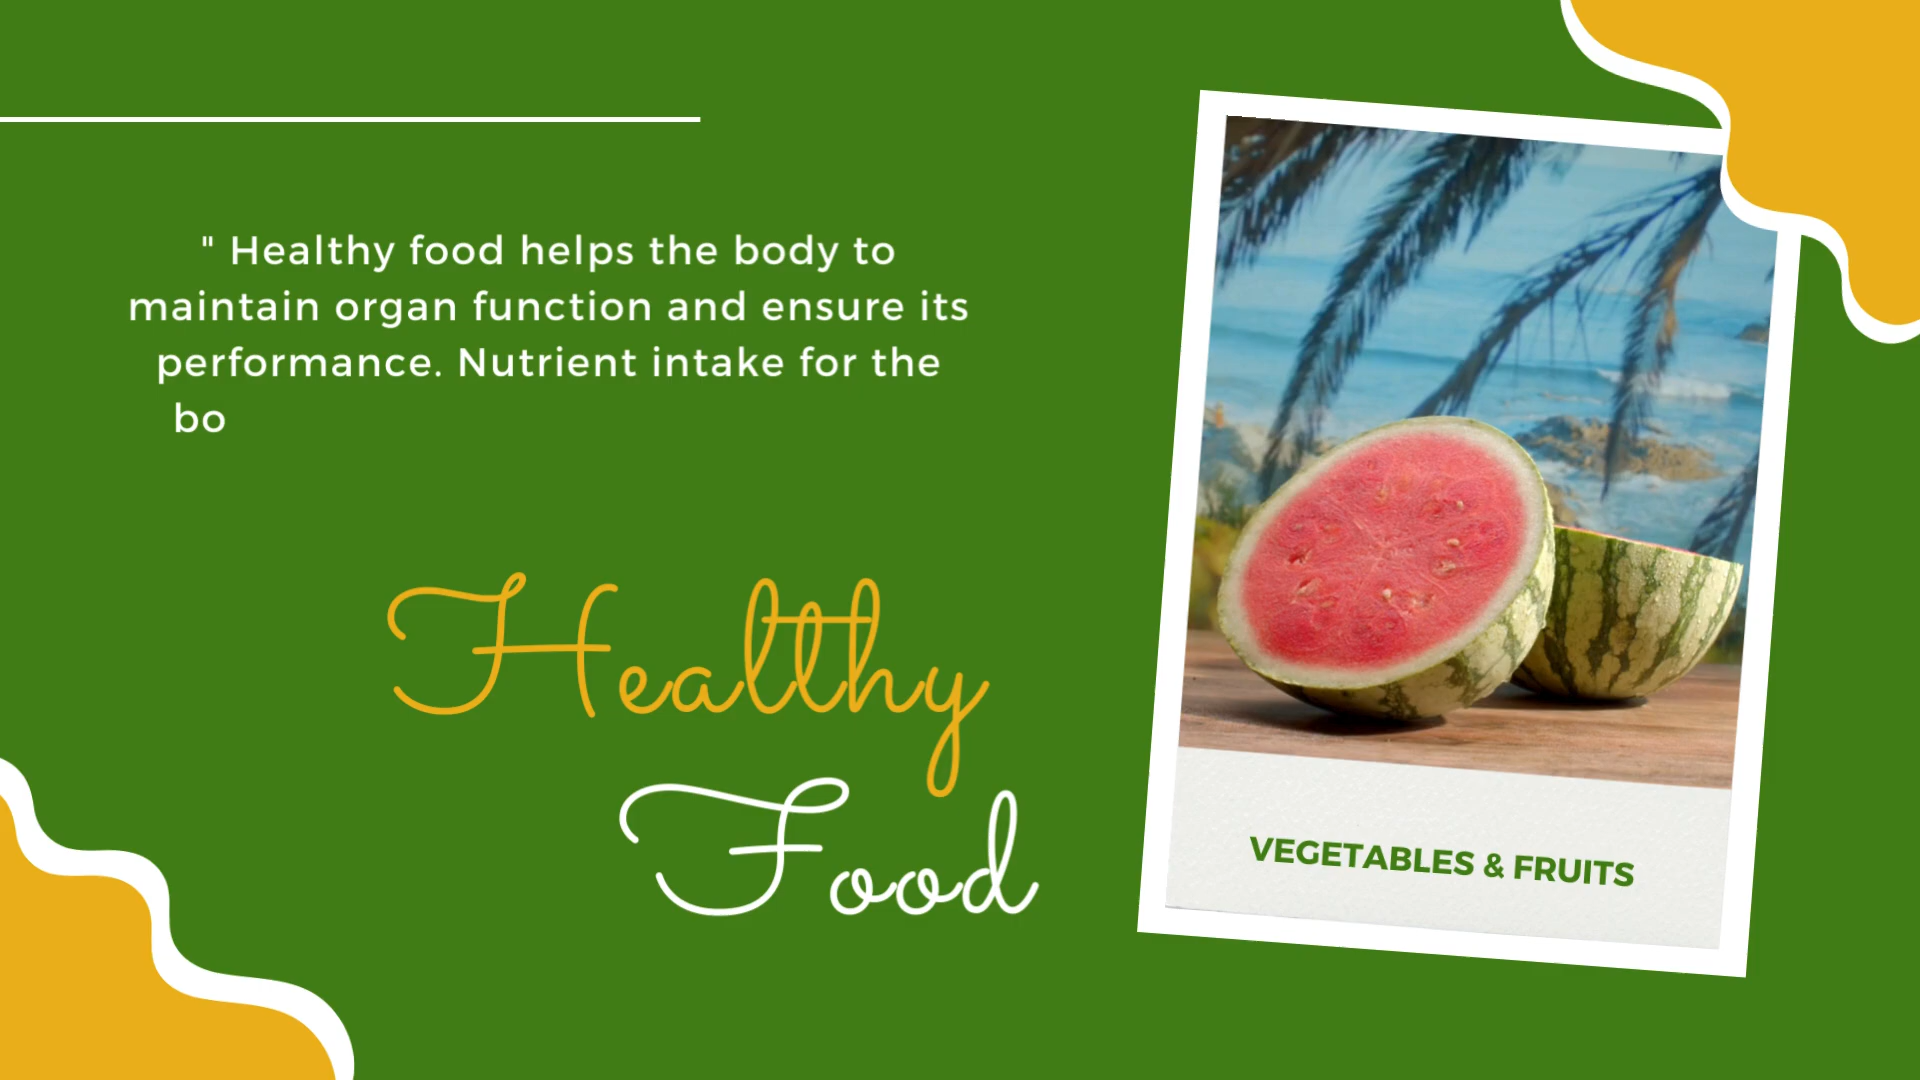 " Healthy food helps the body to
maintain organ function and ensure its
performance. Nutrient intake for the
bo
Healthy
Food
VEGETABLES & FRUITS